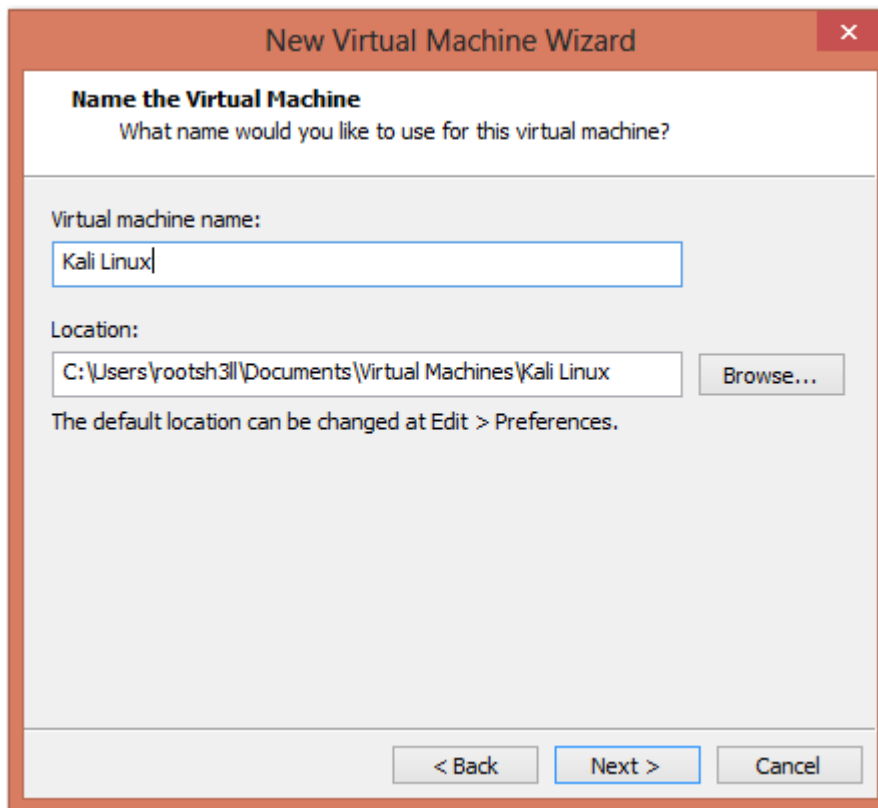 New Virtual Machine Wizard
Name the Virtual Machine
What name would you like to use for this virtual machine?
Virtual machine name:
Kali Linux
Location:
C:\Users\rootsh3ll\Documents\Virtual Machines\Kali Linux
Browse...
The default location can be changed at Edit > Preferences.
< Back
Next >
Cancel